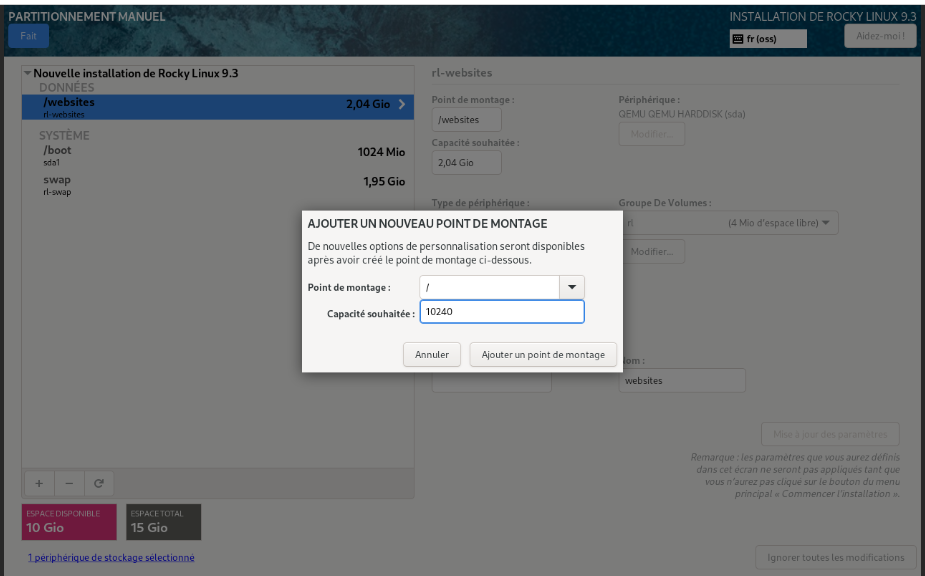 PARTITIONNEMENT MANUEL
INSTALLATION DE ROCKY LINUX 9.3
Fait
fr (oss)
Aidez-moi !
Nouvelle installation de Rocky Linux 9.3
DONNÉES
/websites
2,04 Gio
rl-websites
SYSTÈME
/boot
1024 Mio
sda1
swap
1,95 Gio
rl-swap
rl-websites
Point de montage :
Périphérique :
/websites
QEMU QEMU HARDDISK (sda)
Modifier...
Capacité souhaitée :
2,04 Gio
Type de périphérique :
Groupe De Volumes :
rl
(4 Mio d'espace libre)
Modifier...
AJOUTER UN NOUVEAU POINT DE MONTAGE
De nouvelles options de personnalisation seront disponibles
après avoir créé le point de montage ci-dessous.
Point de montage :
/
Capacité souhaitée :
10240
Annuler
Ajouter un point de montage
Nom :
websites
Mise à jour des paramètres
Remarque : les paramètres que vous aurez définis
dans cet écran ne seront pas appliqués tant que
vous n'aurez pas cliqué sur le bouton du menu
principal « Commencer l'installation ».
ESPACE DISPONIBLE
10 Gio
ESPACE TOTAL
15 Gio
1 périphérique de stockage sélectionné
Ignorer toutes les modifications